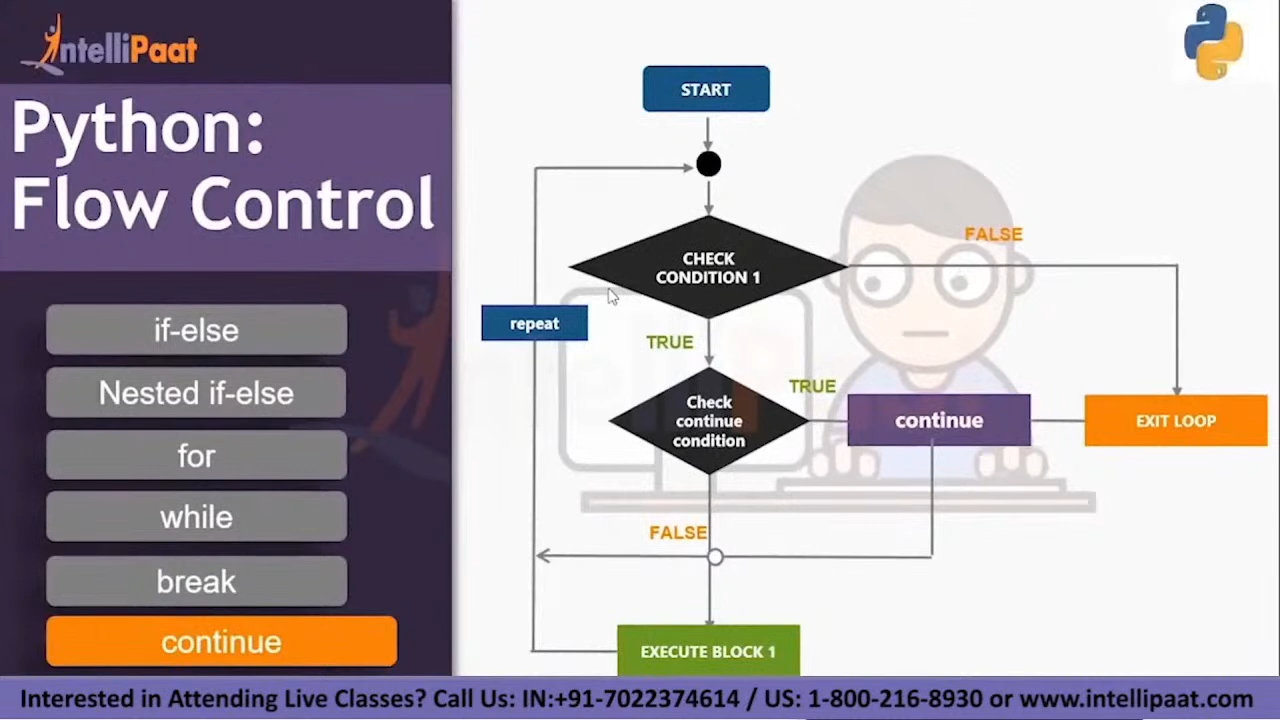 IntelliPaat
Python:
Flow Control
if-else
Nested if-else
for
while
break
continue
START
CHECK
CONDITION 1
FALSE
repeat
TRUE
Check
continue
condition
TRUE
continue
EXIT LOOP
FALSE
EXECUTE BLOCK 1
Interested in Attending Live Classes? Call Us: IN:+91-7022374614 / US: 1-800-216-8930 or www.intellipaat.com